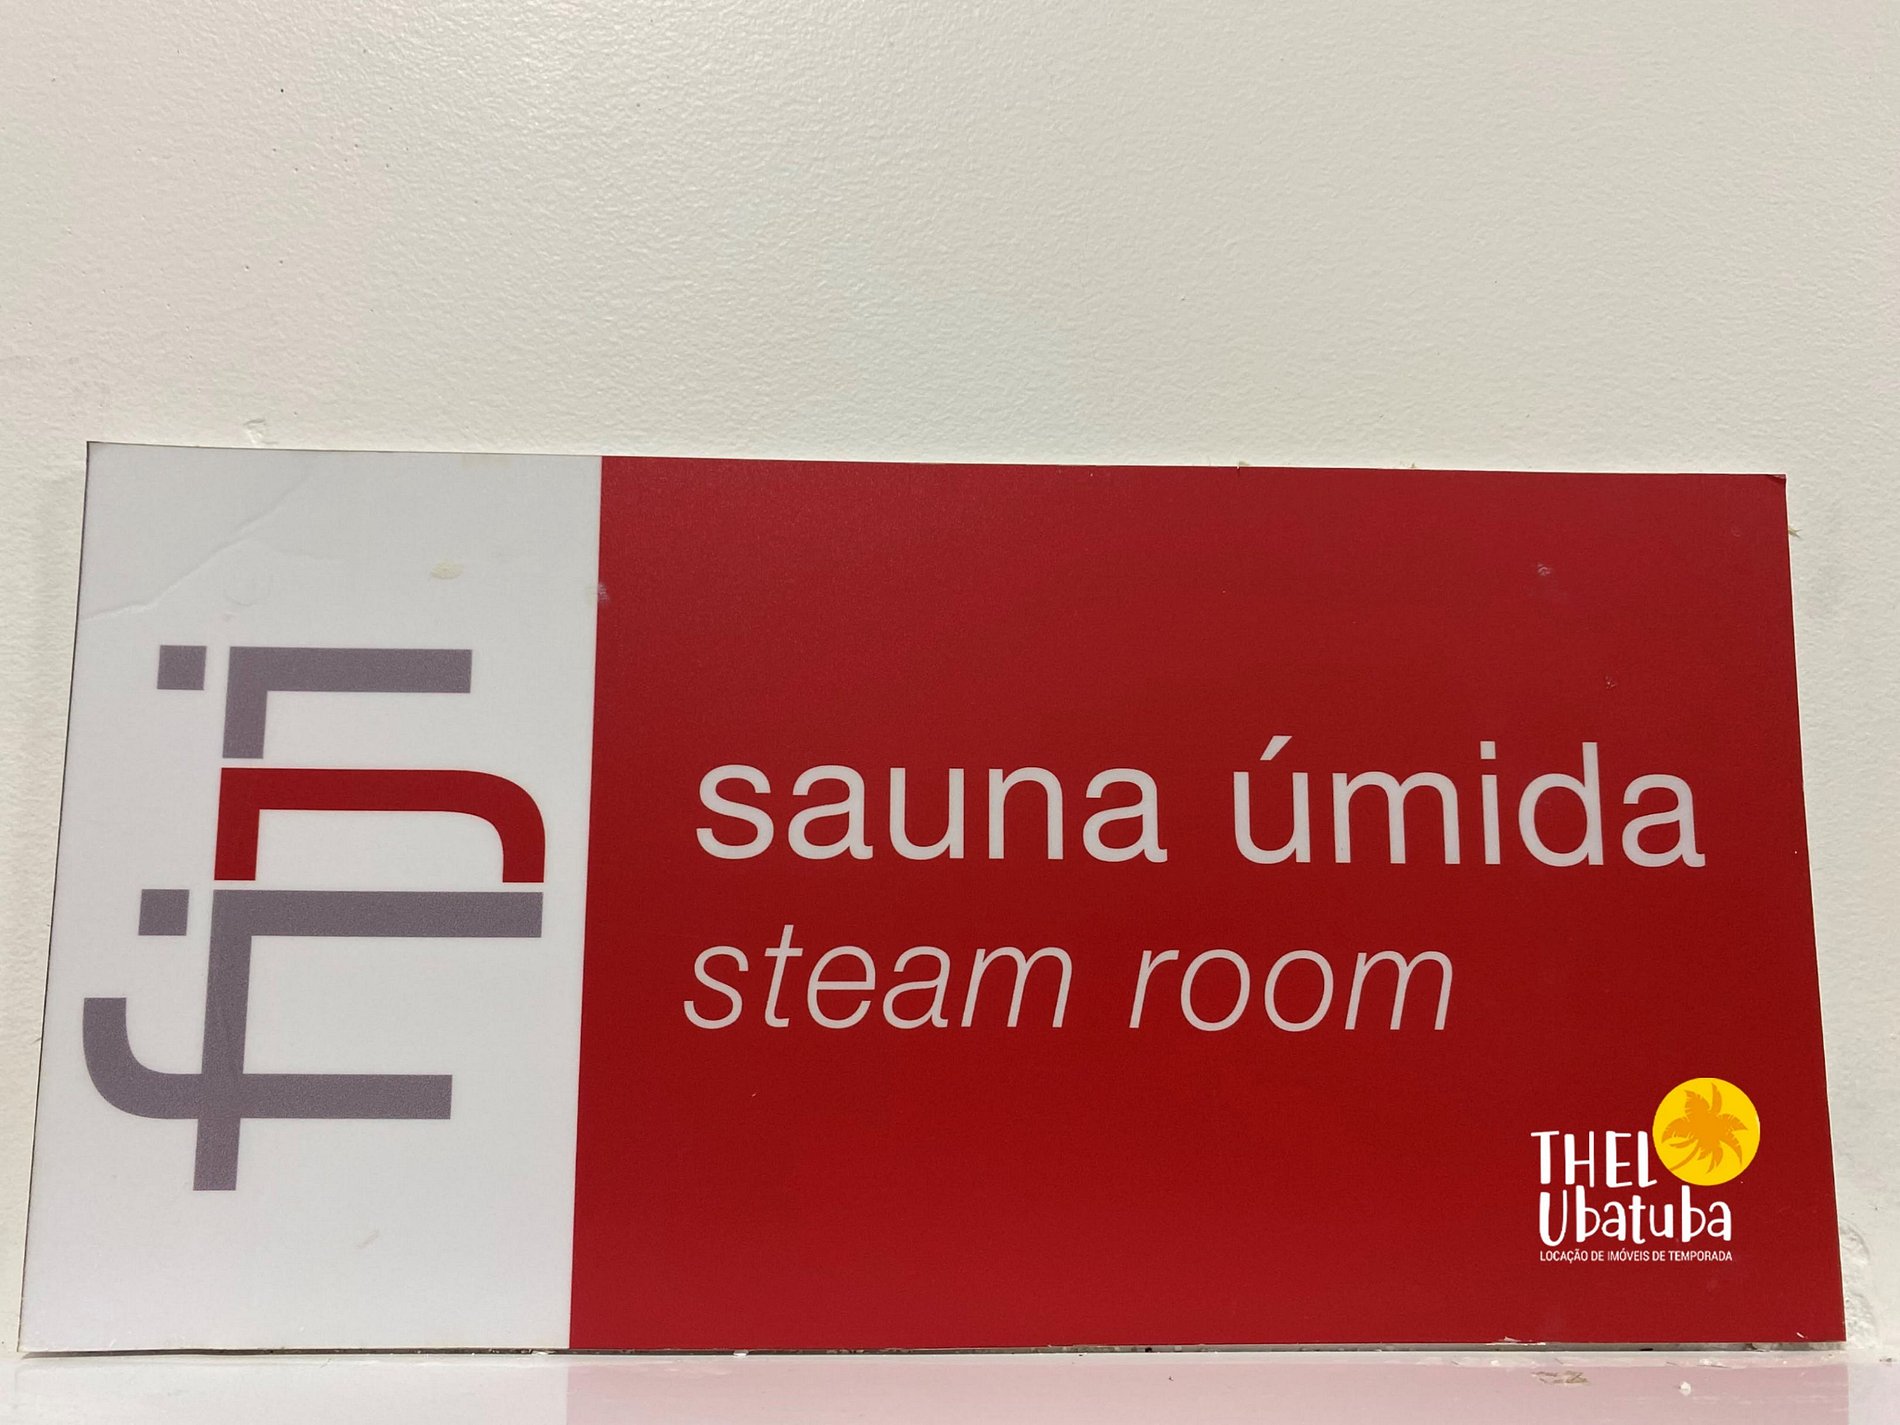 sauna úmida
steam room
THEL
Ubatuba
LOCAÇÃO DE IMÓVEIS DE TEMPORADA